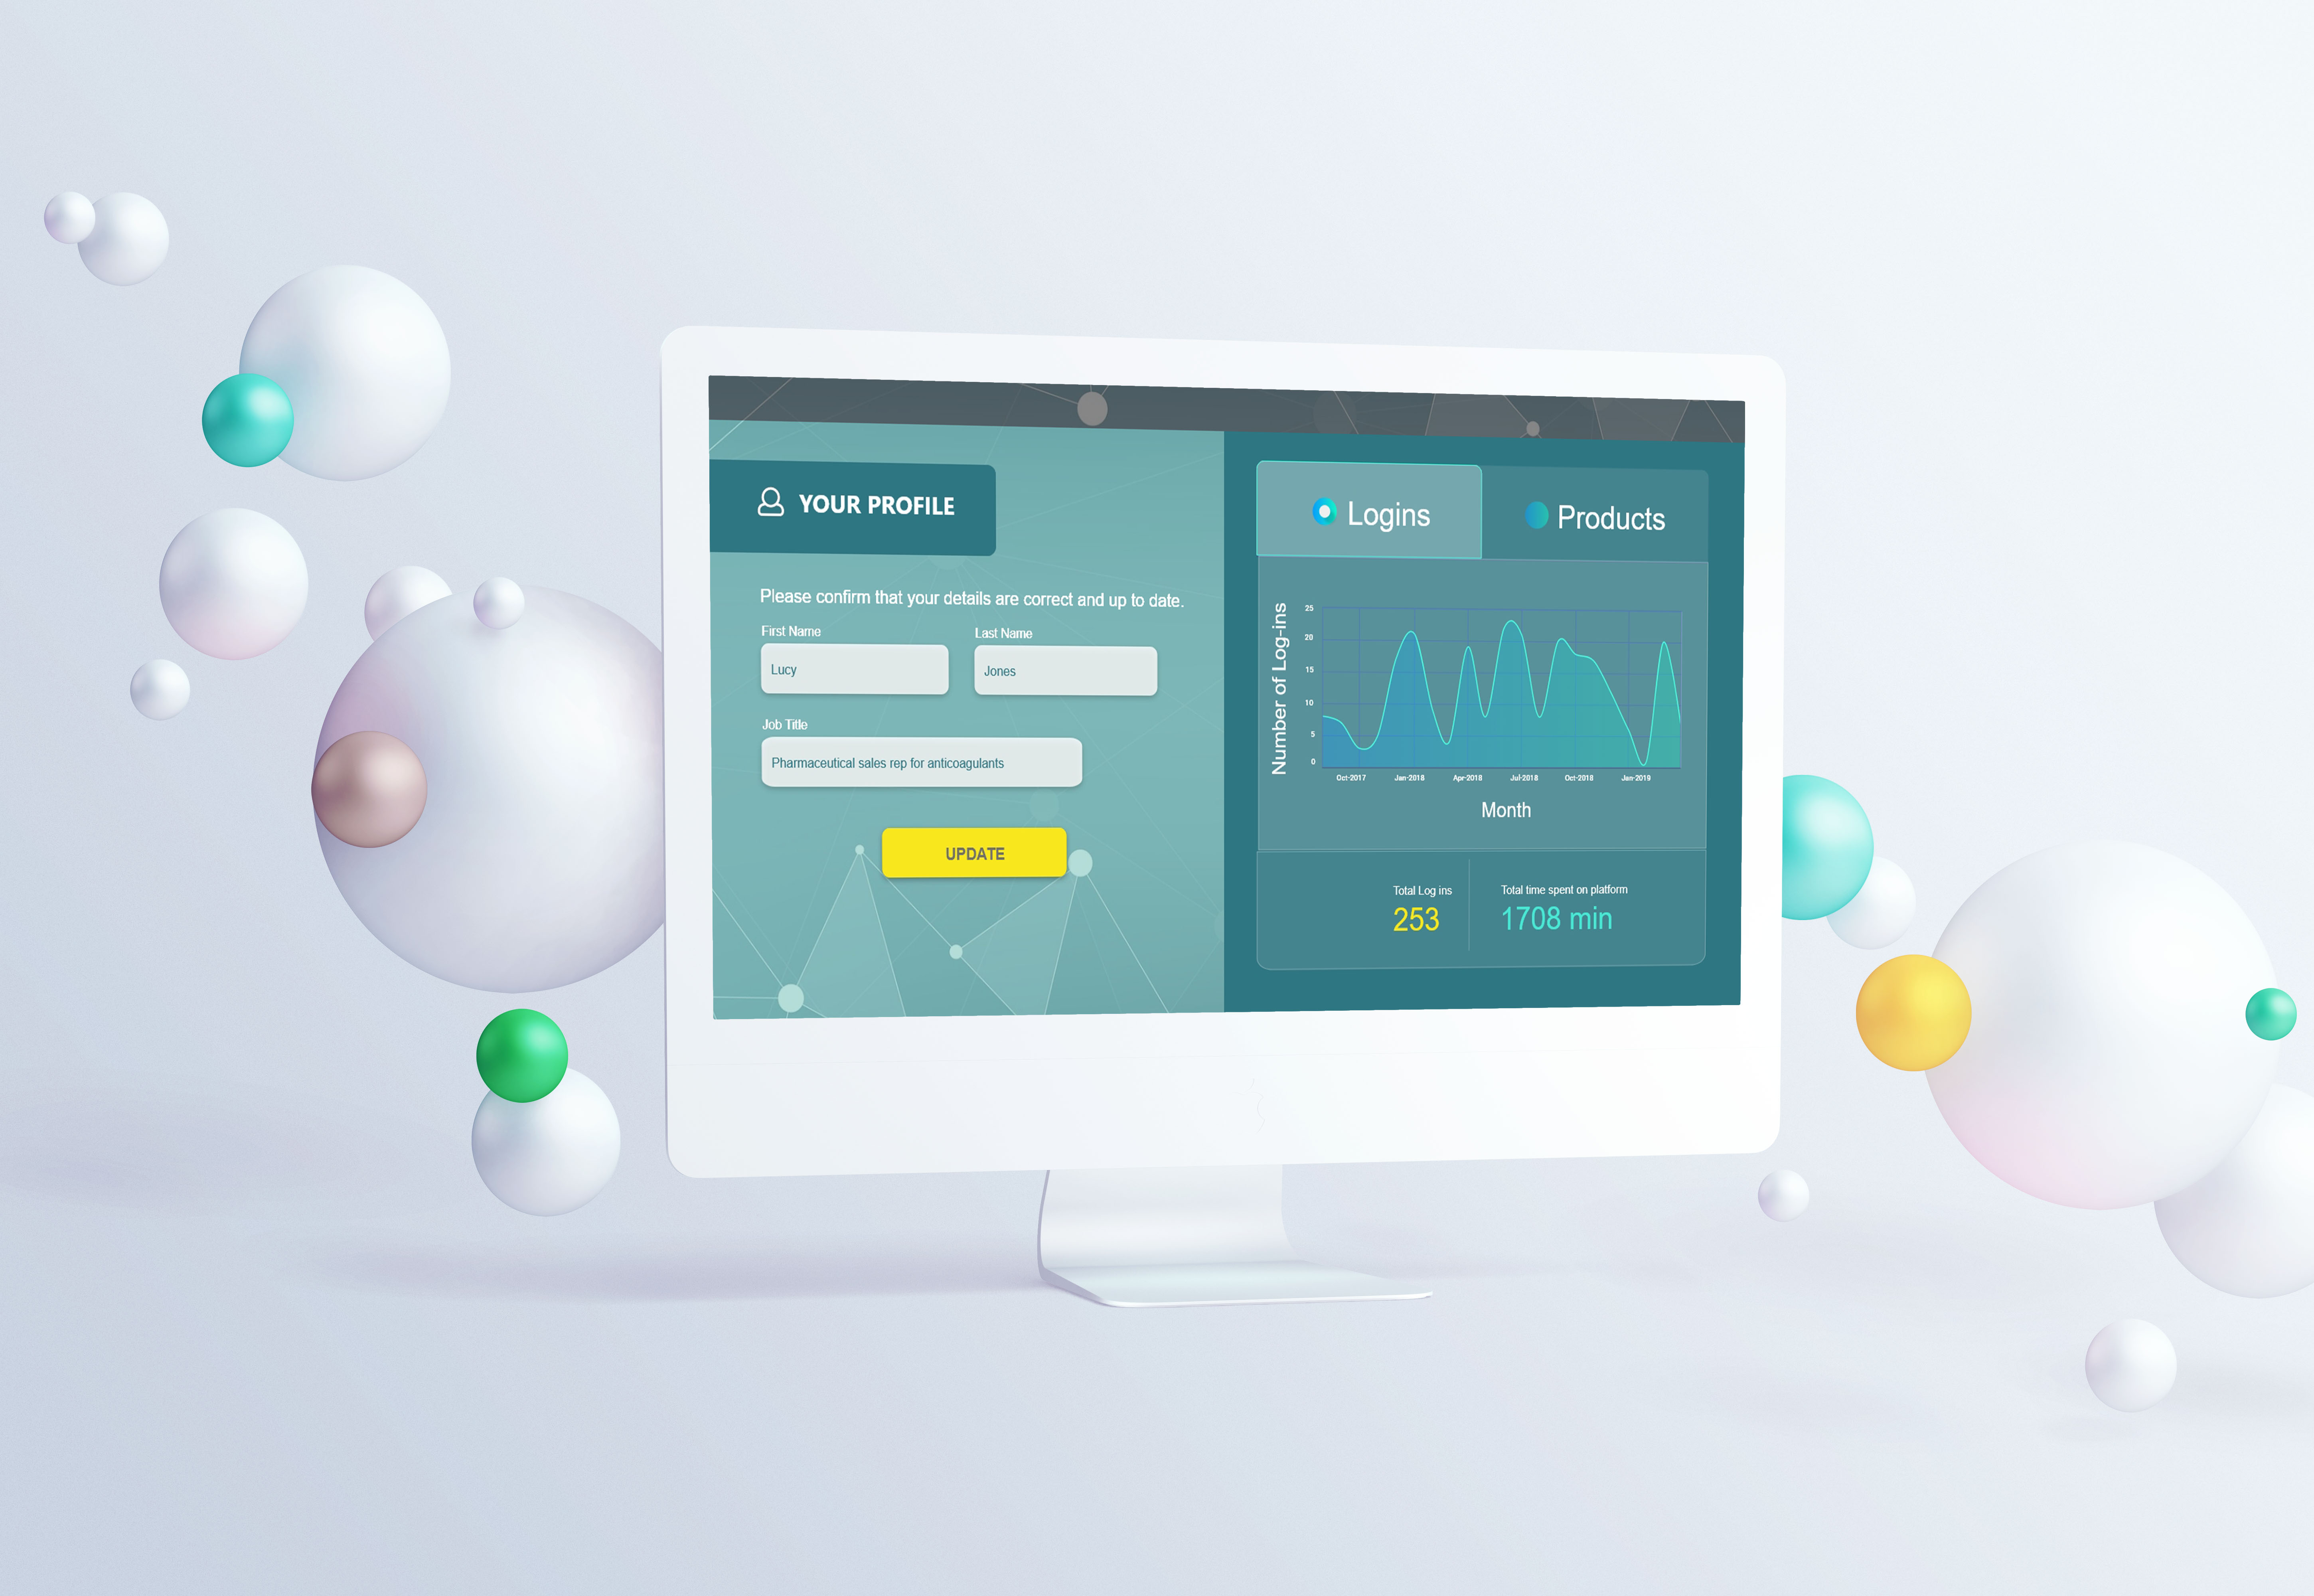 YOUR PROFILE
Please confirm that your details are correct and up to date.
First Name
Last Name
Lucy
Jones
Job Title
Pharmaceutical sales rep for anticoagulants
UPDATE
Logins
Products
Number of Log-ins
25
20
15
10
5
0
Oct-2017 Jan-2018 Apr-2018 Jul-2018 Oct-2018 Jan-2019
Month
Total Log ins
253
Total time spent on platform
1708 min